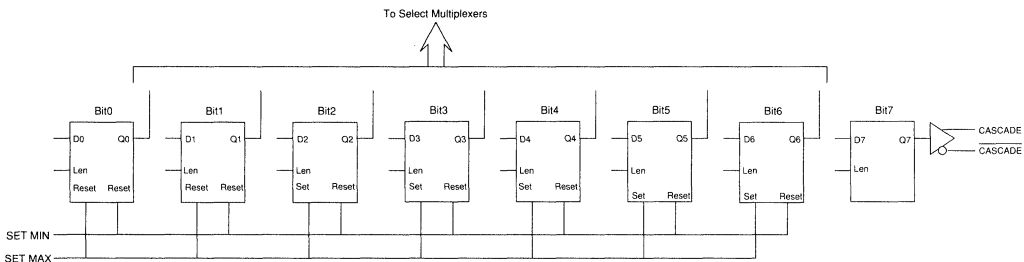 To Select Multiplexers
Bit0 Bit1 Bit2 Bit3 Bit4 Bit5 Bit6 Bit7
D0 Q0 D1 Q1 D2 Q2 D3 Q3 D4 Q4 D5 Q5 D6 Q6 D7 Q7
CASCADE
CASCADE
Len Len Len Len Len Len Len Len
Reset Reset Reset Reset Set Reset Set Reset Set Reset Set Reset Set Reset
SET MIN
SET MAX